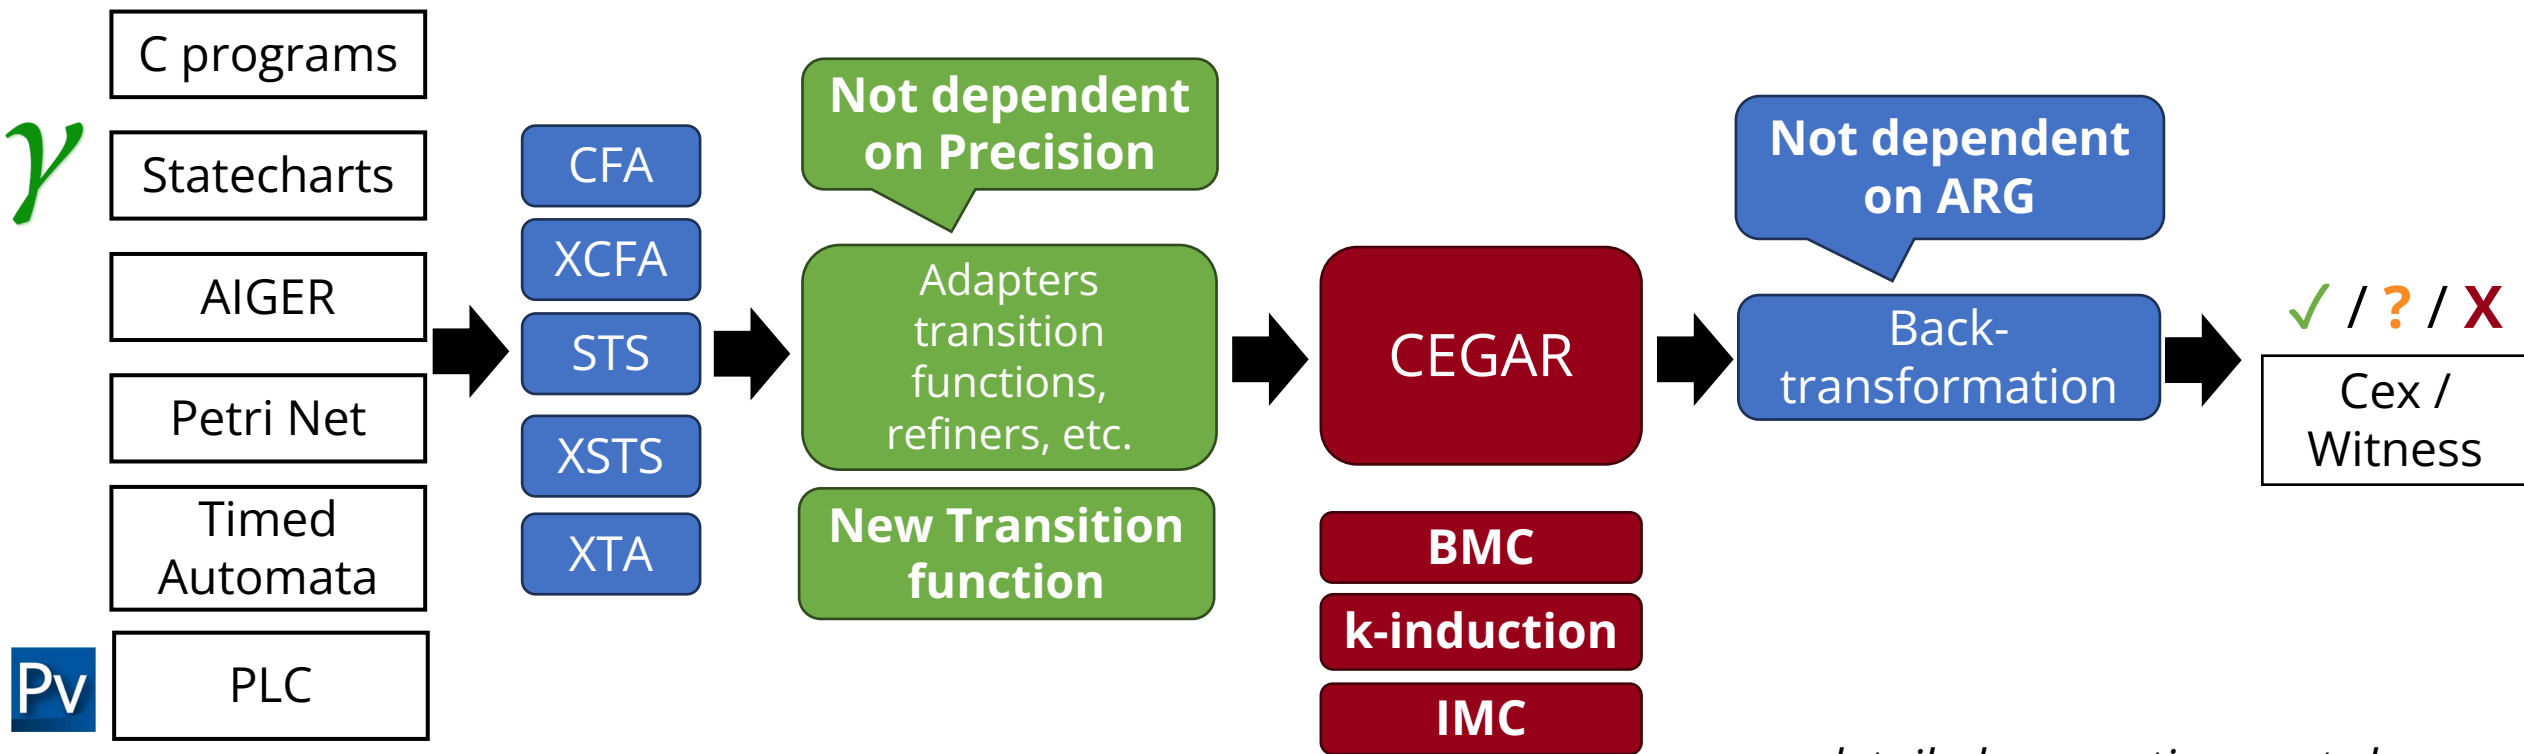 C programs
γ
Statecharts
AIGER
Petri Net
Timed
Automata
Pv
PLC
CFA
XCFA
STS
XSTS
XTA
Not dependent
on Precision
Adapters
transition
functions,
refiners, etc.
New Transition
function
CEGAR
BMC
k-induction
IMC
Not dependent
on ARG
Back-
transformation
✓ / ? / X
Cex /
Witness